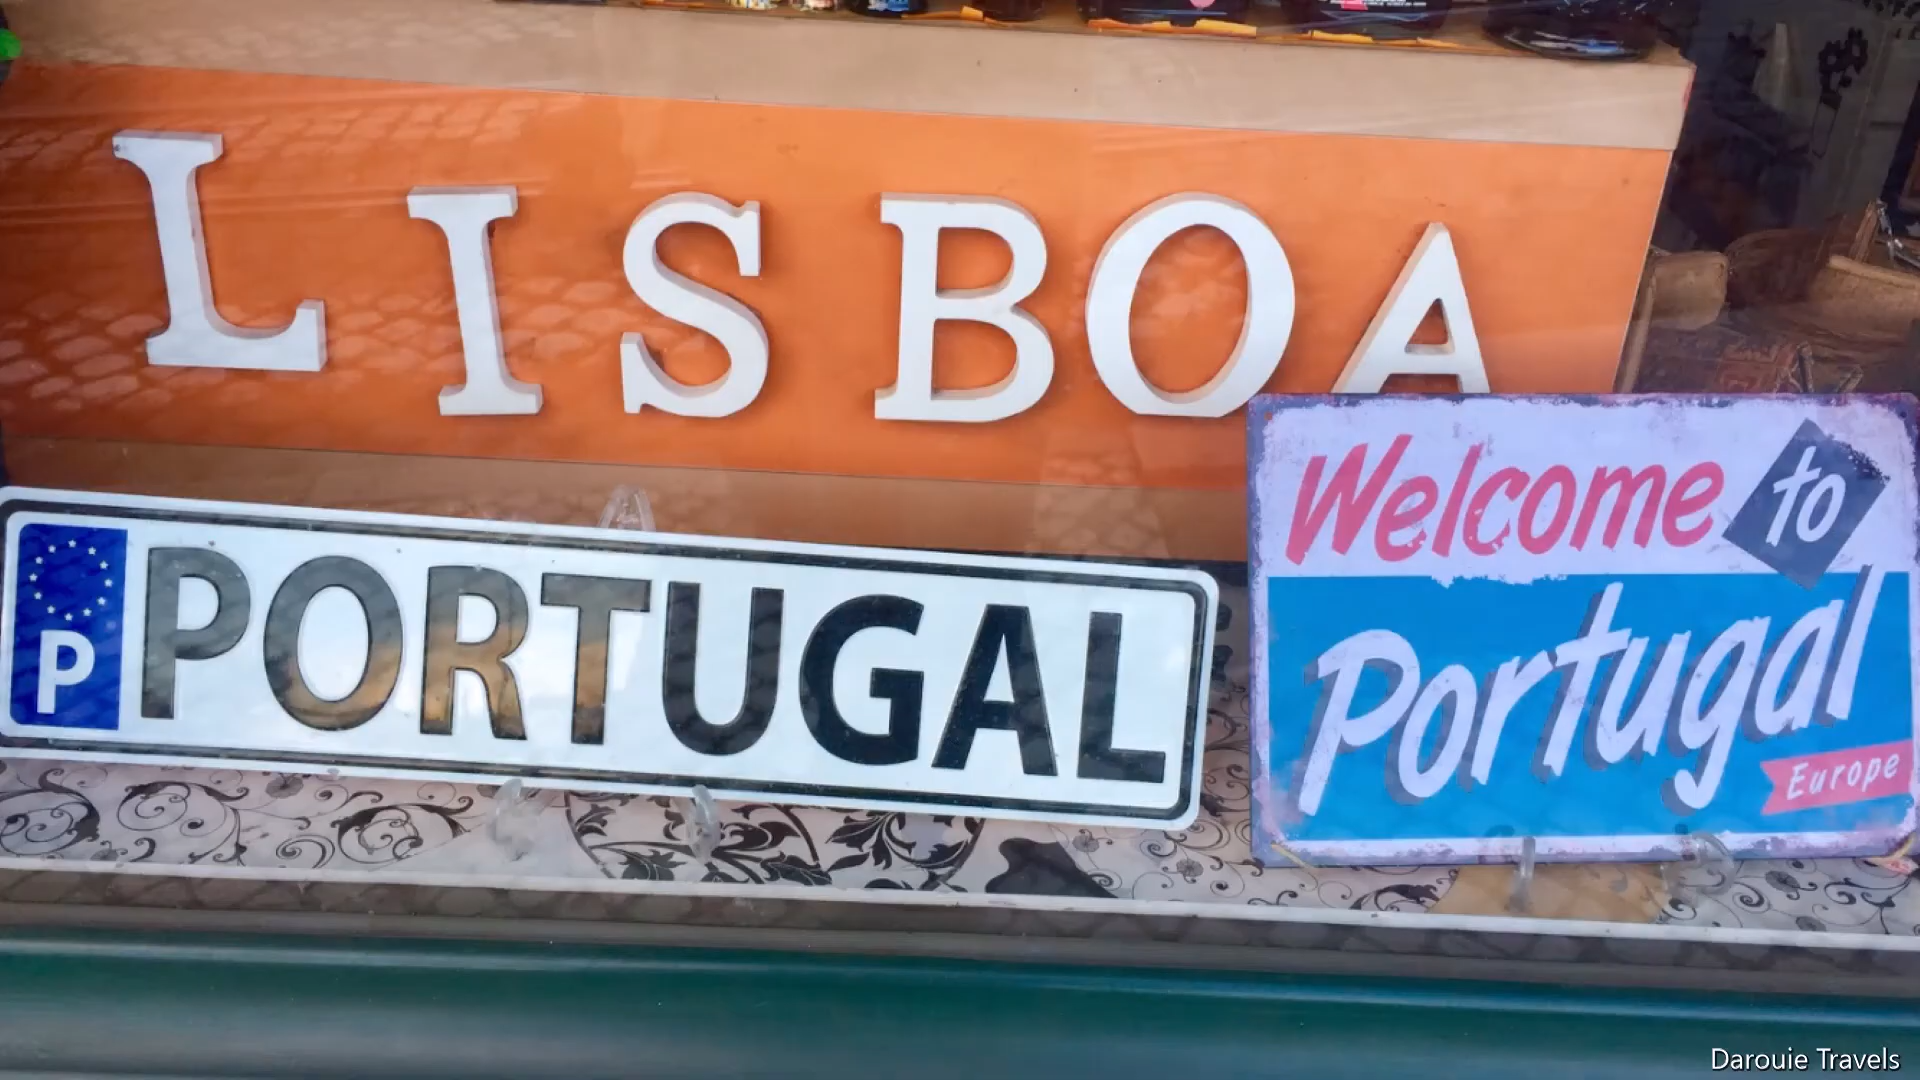 LISBOA
P PORTUGAL
Welcome to
Portugal
Europe
Darouie Travels